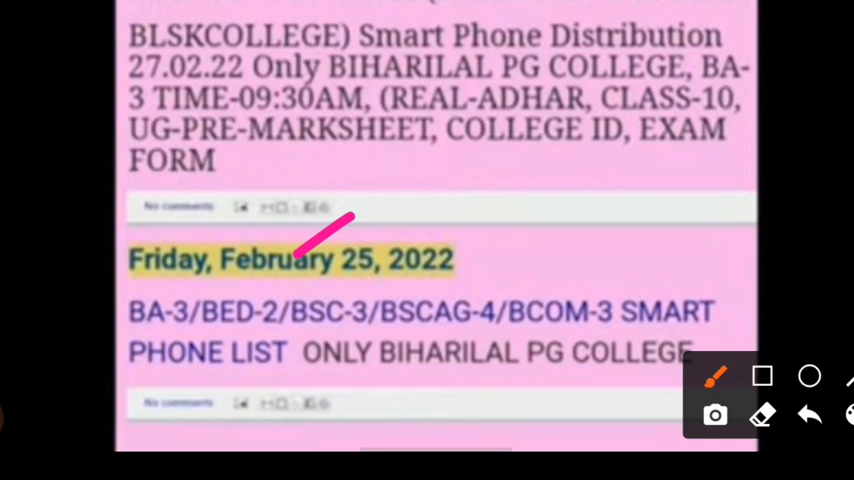 BLSKCOLLEGE) Smart Phone Distribution
27.02.22 Only BIHARILAL PG COLLEGE, BA-
3 TIME-09:30AM, (REAL-ADHAR, CLASS-10,
UG-PRE-MARKSHEET, COLLEGE ID, EXAM
FORM
No comments
Friday, February 25, 2022
BA-3/BED-2/BSC-3/BSCAG-4/BCOM-3 SMART
PHONE LIST ONLY BIHARILAL PG COLLEGE
No comments